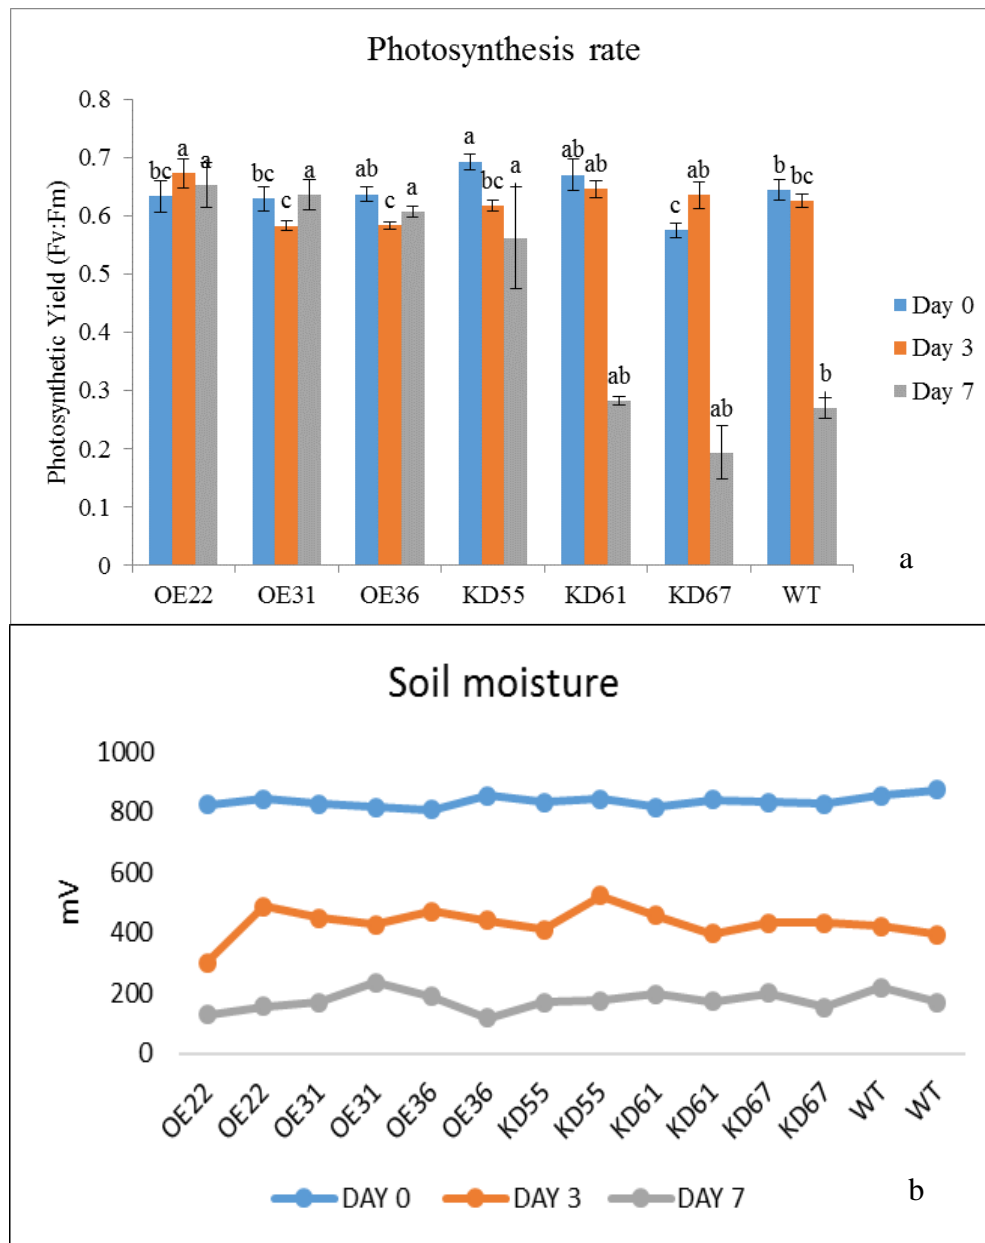 Photosynthesis rate
Photosynthetic Yield (Fv:Fm)
0.8
0.7
0.6
0.5
0.4
0.3
0.2
0.1
0
bc a a
bc c a
ab c a
a bc a
ab ab ab
c ab ab
b bc b
OE22 OE31 OE36 KD55 KD61 KD67 WT
Day 0
Day 3
Day 7
a
Soil moisture
mV
1000
800
600
400
200
0
OE22 OE22 OE31 OE31 OE36 OE36 KD55 KD55 KD61 KD61 KD67 KD67 WT WT
DAY 0 DAY 3 DAY 7
b